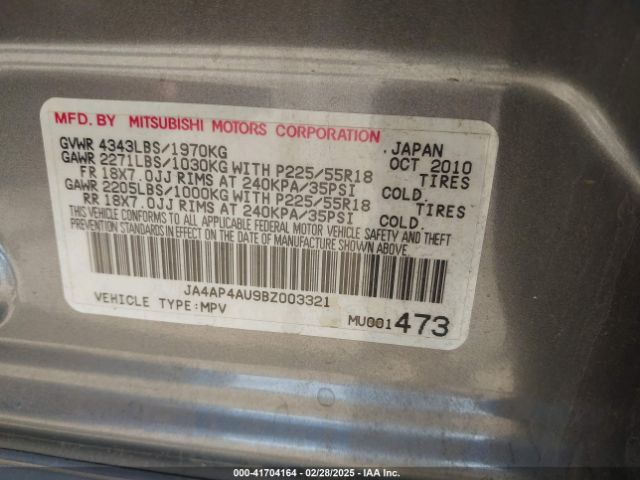 MFD. BY MITSUBISHI MOTORS CORPORATION
GVWR 4343LBS/1970KG JAPAN OCT 2010
GAWR 2271LBS/1030KG WITH P225/55R18 TIRES
FR 18X7.0JJ RIMS AT 240KPA/35PSI COLD.
GAWR 2205LBS/1000KG WITH P225/55R18 TIRES
RR 18X7.0JJ RIMS AT 240KPA/35PSI COLD.
THIS VEHICLE CONFORMS TO ALL APPLICABLE FEDERAL MOTOR VEHICLE SAFETY AND THEFT
PREVENTION STANDARDS IN EFFECT ON THE DATE OF MANUFACTURE SHOWN ABOVE.
JA4AP4AU9BZ003321
VEHICLE TYPE:MPV MU001473
000-41704164 — 02/28/2025 — IAA Inc.